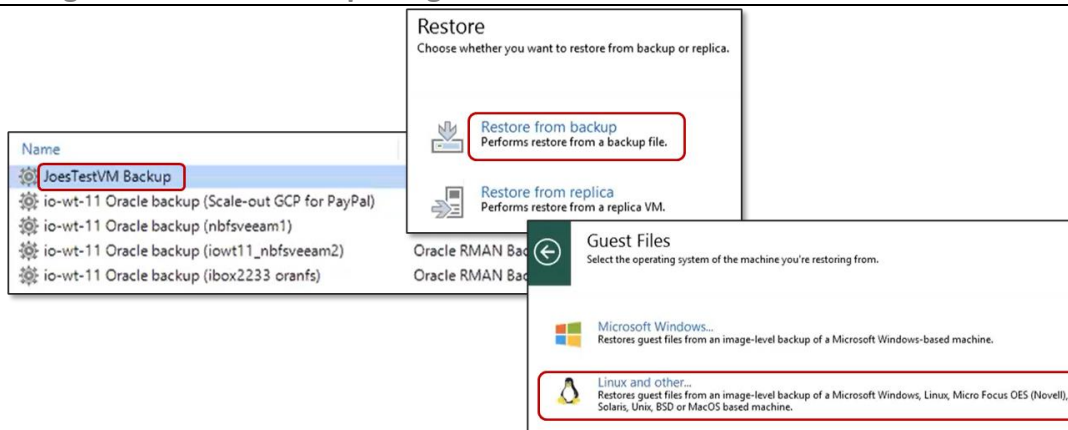 Restore
Choose whether you want to restore from backup or replica.
Restore from backup
Performs restore from a backup file.
Restore from replica
Performs restore from a replica VM.
Name
JoesTestVM Backup
io-wt-11 Oracle backup (Scale-out GCP for PayPal)
io-wt-11 Oracle backup (nbfsveeam1)
io-wt-11 Oracle backup (iowt11_nbfsveeam2)
Oracle RMAN Bac
io-wt-11 Oracle backup (ibox2233 oranfs)
Oracle RMAN Bac
Guest Files
Select the operating system of the machine you're restoring from.
Microsoft Windows...
Restores guest files from an image-level backup of a Microsoft Windows-based machine.
Linux and other...
Restores guest files from an image-level backup of a Microsoft Windows, Linux, Micro Focus OES (Novell),
Solaris, Unix, BSD or MacOS based machine.